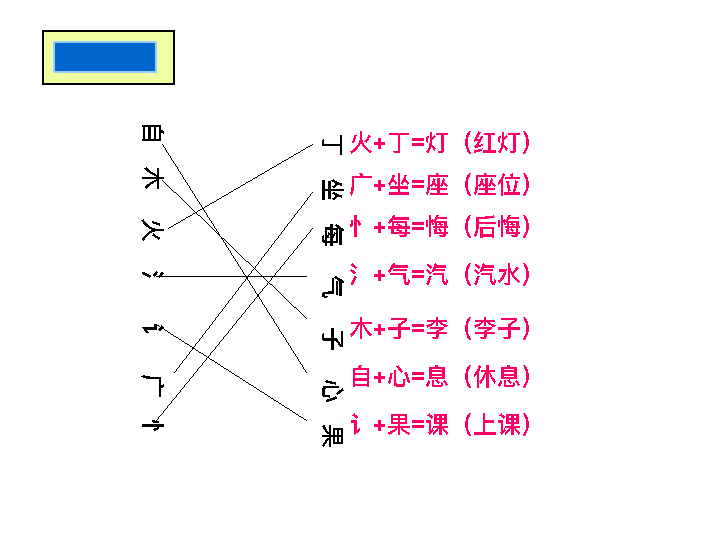 自
木
火
氵
讠
广
忄
丁
坐
每
气
子
心
果
火+丁=灯（红灯）
广+坐=座（座位）
忄+每=悔（后悔）
氵+气=汽（汽水）
木+子=李（李子）
自+心=息（休息）
讠+果=课（上课）